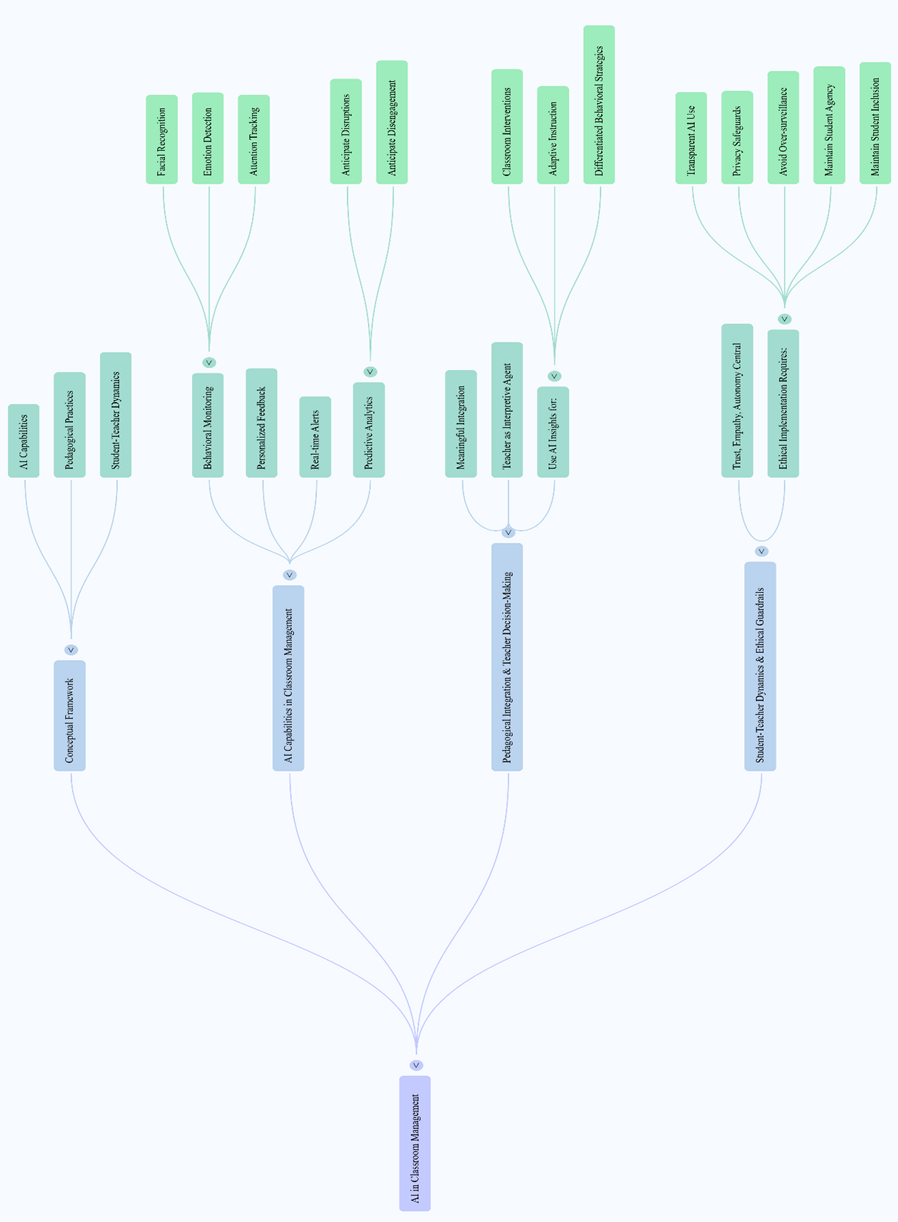 AI in Classroom Management
Conceptual Framework
AI Capabilities
Pedagogical Practices
Student-Teacher Dynamics
AI Capabilities in Classroom Management
Behavioral Monitoring
Facial Recognition
Emotion Detection
Attention Tracking
Personalized Feedback
Real-time Alerts
Predictive Analytics
Anticipate Disruptions
Anticipate Disengagement
Pedagogical Integration & Teacher Decision-Making
Meaningful Integration
Teacher as Interpretive Agent
Use AI Insights for:
Classroom Interventions
Adaptive Instruction
Differentiated Behavioral Strategies
Student-Teacher Dynamics & Ethical Guardrails
Trust, Empathy, Autonomy Central
Ethical Implementation Requires:
Transparent AI Use
Privacy Safeguards
Avoid Over-surveillance
Maintain Student Agency
Maintain Student Inclusion